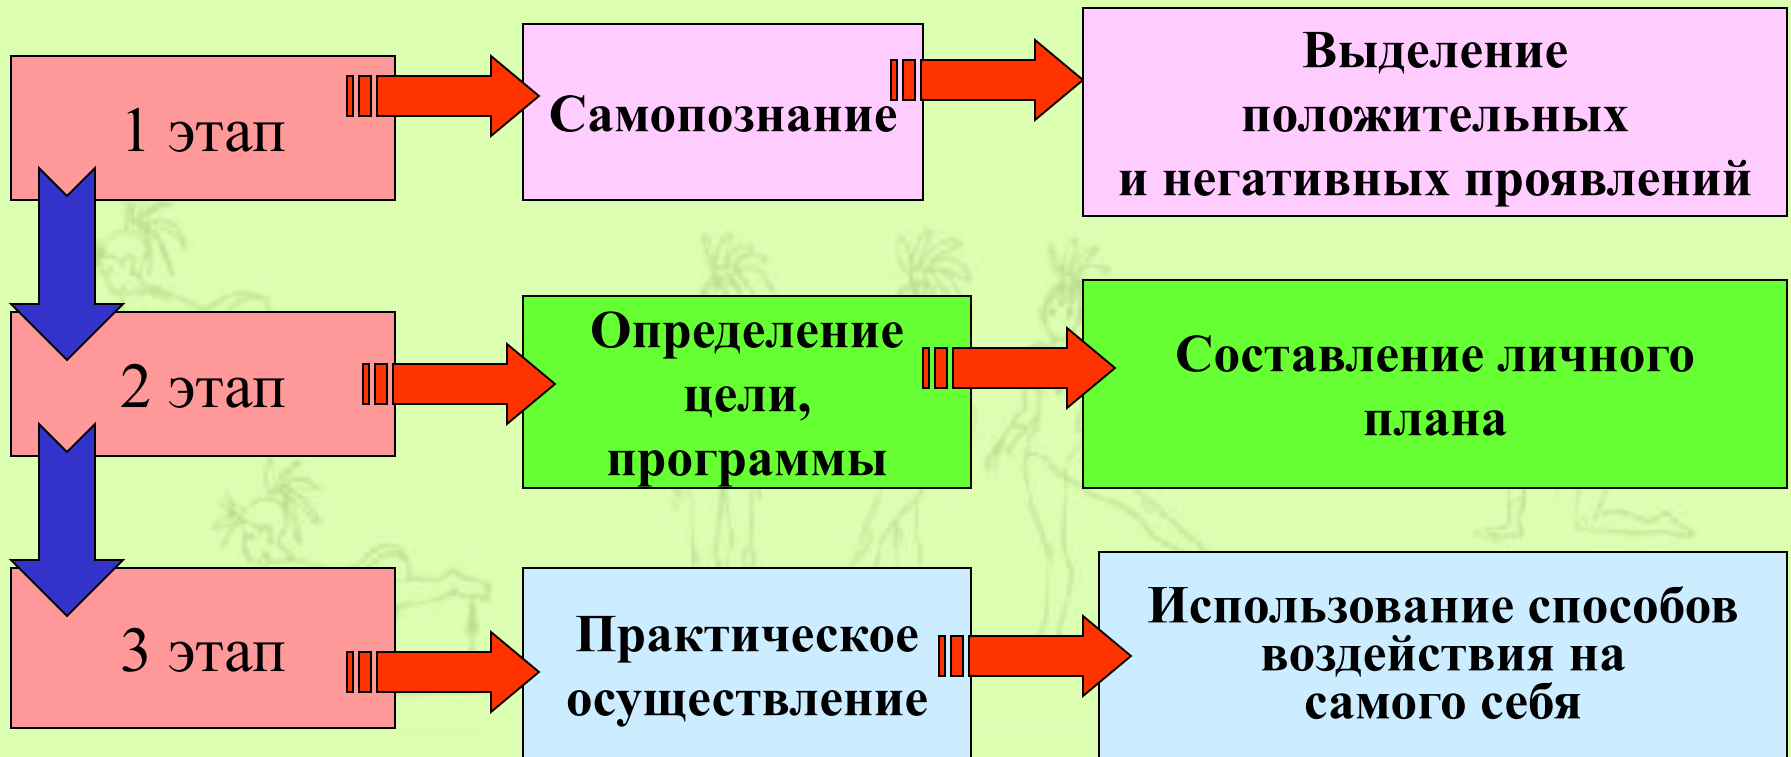 1 этап
Самопознание
Выделение
положительных
и негативных проявлений
2 этап
Определение
цели,
программы
Составление личного
плана
3 этап
Практическое
осуществление
Использование способов
воздействия на
самого себя